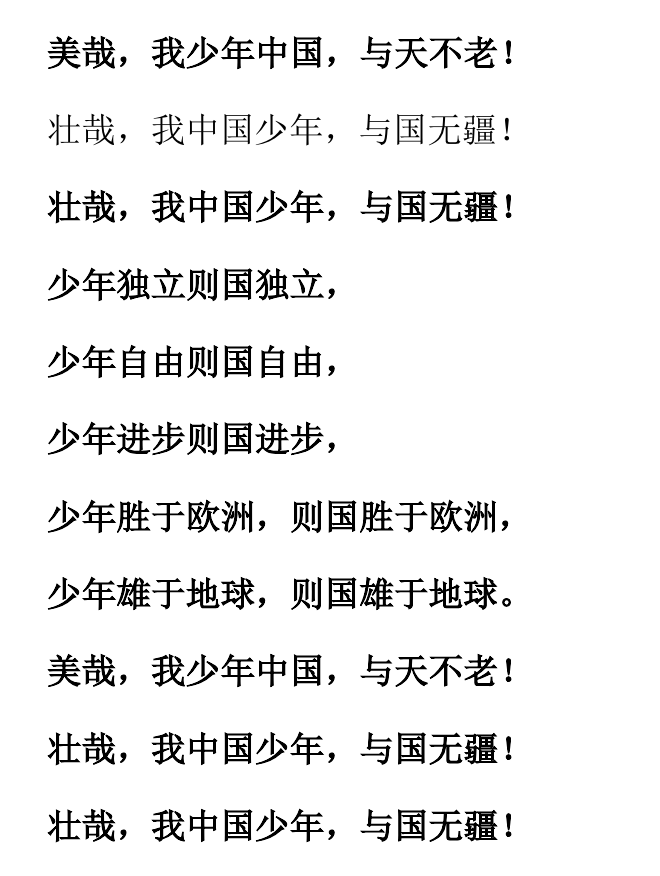 美哉，我少年中国，与天不老！
壮哉，我中国少年，与国无疆！
壮哉，我中国少年，与国无疆！
少年独立则国独立，
少年自由则国自由，
少年进步则国进步，
少年胜于欧洲，则国胜于欧洲，
少年雄于地球，则国雄于地球。
美哉，我少年中国，与天不老！
壮哉，我中国少年，与国无疆！
壮哉，我中国少年，与国无疆！